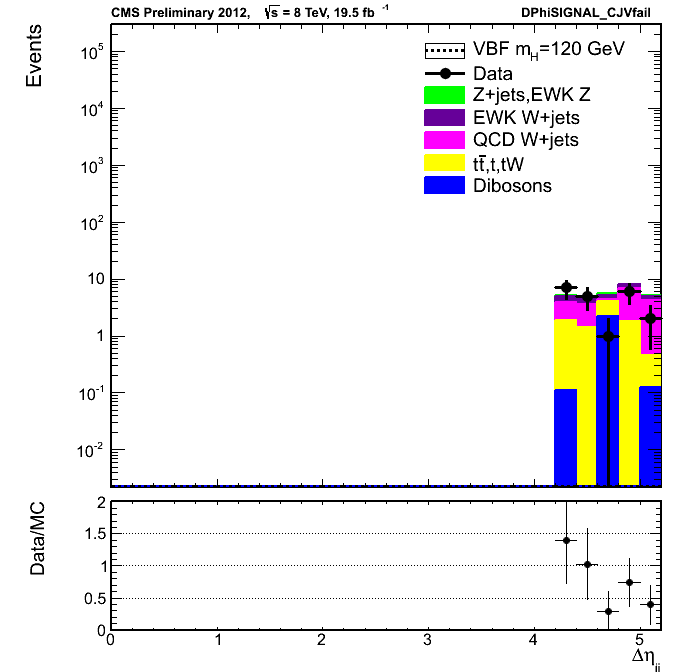 CMS Preliminary 2012, √s = 8 TeV, 19.5 fb⁻¹ DPhiSIGNAL_CJVfail
Events
10⁵
10⁴
10³
10²
10
1
10⁻¹
10⁻²
VBF m_H=120 GeV
Data
Z+jets,EWK Z
EWK W+jets
QCD W+jets
tt̄,t,tW
Dibosons
Data/MC
2
1.5
1
0.5
0
0 1 2 3 4 5
Δη_jj